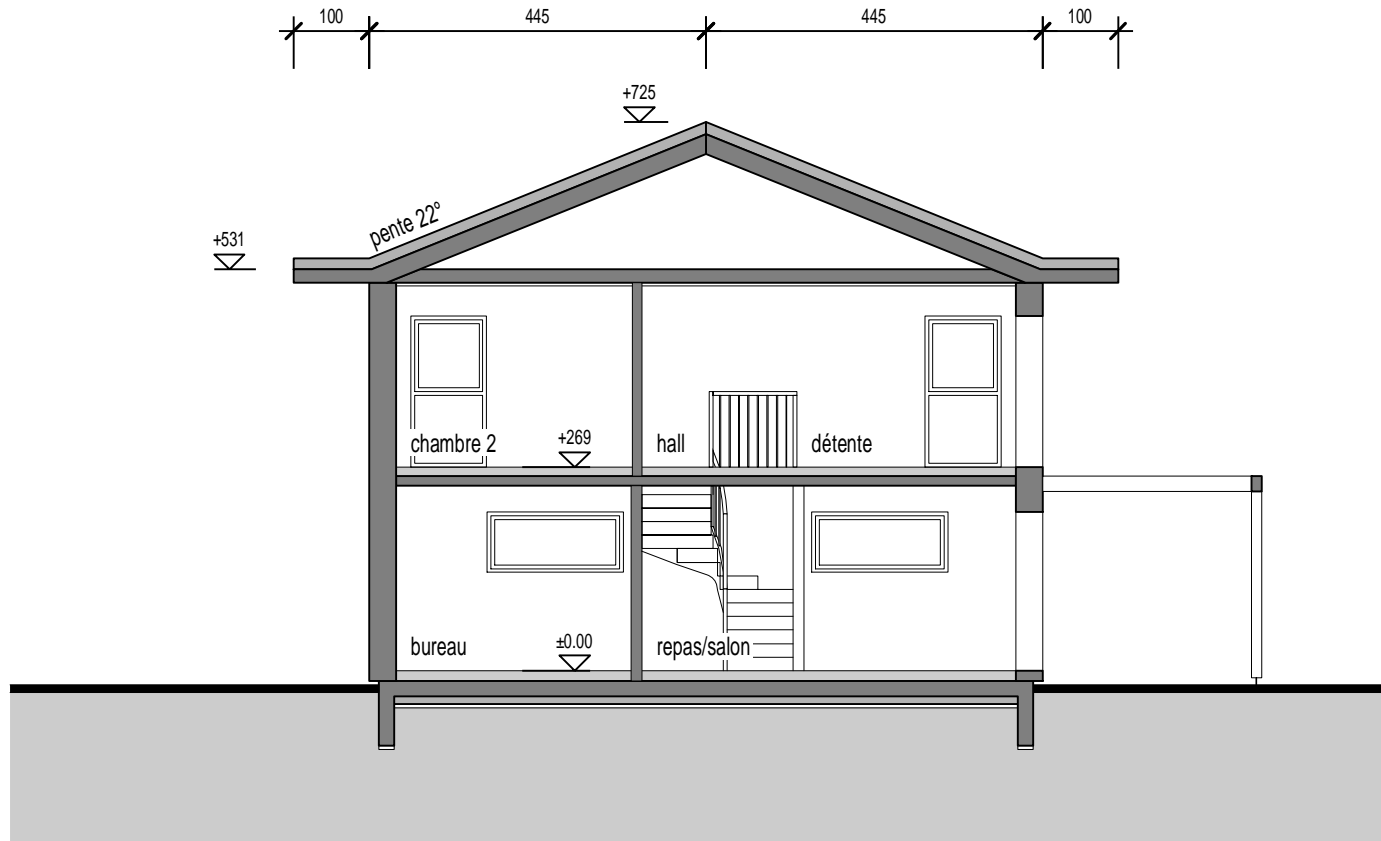 100 445 445 100
+725
pente 22°
+531
chambre 2 +269 hall détente
bureau ±0.00 repas/salon